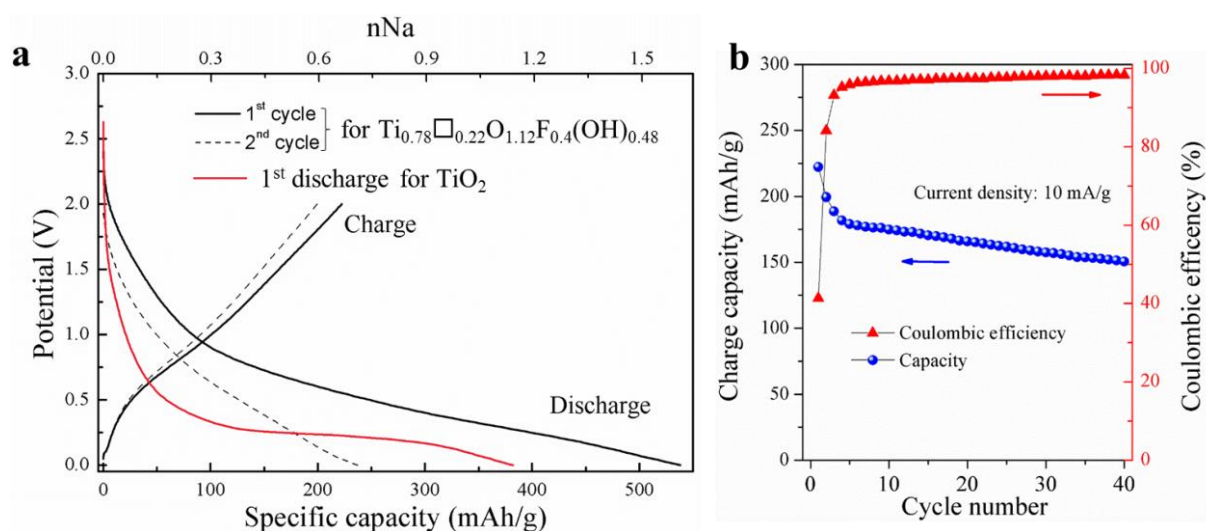 a
nNa
0.0 0.3 0.6 0.9 1.2 1.5
3.0
2.5
2.0
1.5
1.0
0.5
0.0
Potential (V)
1st cycle
2nd cycle
for Ti0.78□0.22O1.12F0.4(OH)0.48
1st discharge for TiO2
Charge
Discharge
0 100 200 300 400 500
Specific capacity (mAh/g)
b
300
250
200
150
100
75
50
0
Charge capacity (mAh/g)
Current density: 10 mA/g
Coulombic efficiency
Capacity
100
80
60
40
20
0
Coulombic efficency (%)
0 10 20 30 40
Cycle number